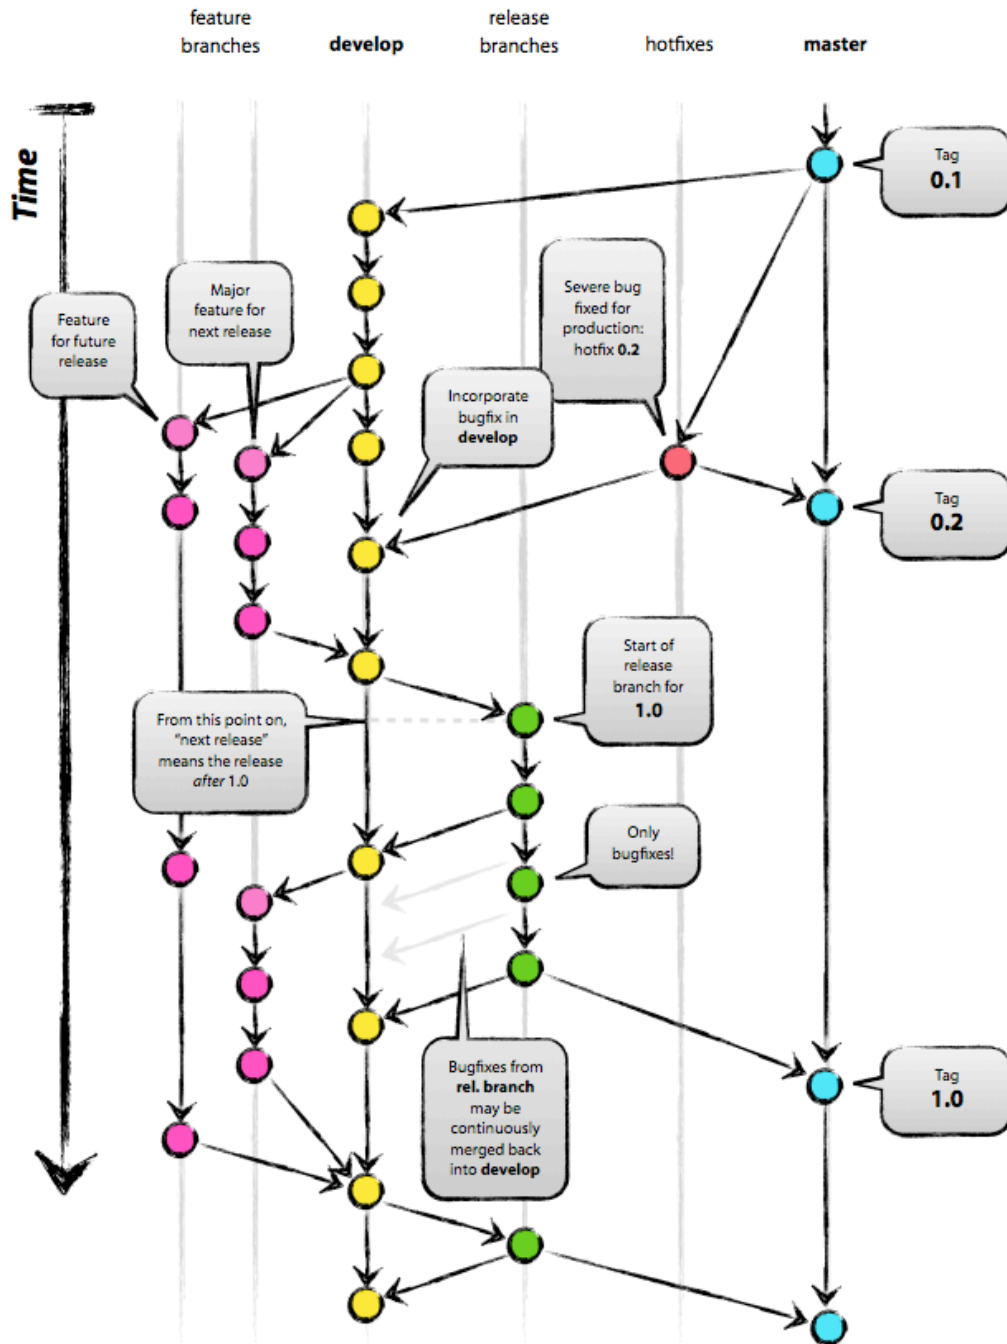 feature
branches
develop
release
branches
hotfixes
master
Time
Tag
0.1
Severe bug
fixed for
production:
hotfix 0.2
Major
feature for
next release
Feature
for future
release
Incorporate
bugfix in
develop
Tag
0.2
Start of
release
branch for
1.0
From this point on,
“next release”
means the release
after 1.0
Only
bugfixes!
Bugfixes from
rel. branch
may be
continuously
merged back
into develop
Tag
1.0